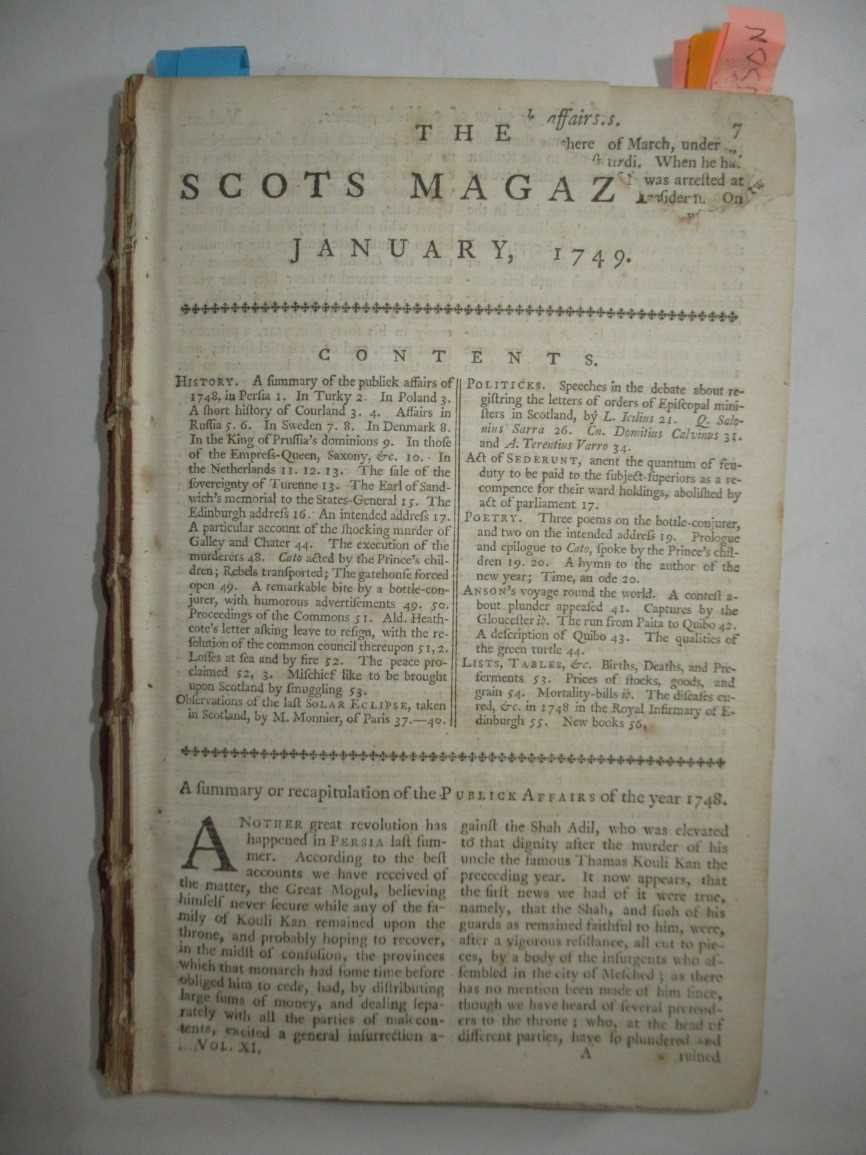 Affairs.
7
THE
here of March, under
urdi. When he ha
SCOTS MAGAZ
was arrested at
On
JANUARY, 1749.
CONTENTS.
HISTORY. A ſummary of the publick affairs of
1748, in Perſia 1. In Turky 2. In Poland 3.
A ſhort hiſtory of Courland 3. 4. Affairs in
Ruſſia 5. 6. In Sweden 7. 8. In Denmark 8.
In the King of Pruſſia's dominions 9. In thoſe
of the Empreſs-Queen, Saxony, &c. 10. In
the Netherlands 11. 12. 13. The ſale of the
ſovereignty of Turenne 13. The Earl of Sand-
wich's memorial to the States-General 15. The
Edinburgh addreſs 16. An intended addreſs 17.
A particular account of the ſhocking murder of
Galley and Chater 44. The execution of the
murderers 48. Cato acted by the Prince's chil-
dren; Rebels tranſported; The gatehouſe forced
open 49. A remarkable bite by a bottle-con-
jurer, with humorous advertiſements 49. 50.
Proceedings of the Commons 51. Ald. Heath-
cote's letter aſking leave to reſign, with the re-
ſolution of the common council thereupon 51, 2.
Loſſes at ſea and by fire 52. The peace pro-
claimed 52, 3. Miſchief like to be brought
upon Scotland by ſmuggling 53.
Obſervations of the laſt SOLAR ECLIPSE, taken
in Scotland, by M. Monnier, of Paris 37.—40.
POLITICKS. Speeches in the debate about re-
giſtring the letters of orders of Epiſcopal mini-
ſters in Scotland, by L. Icilius 21. Q. Salo-
nius Sarra 26. Cn. Domitius Calvinus 31.
and A. Terentius Varro 34.
Act of SEDERUNT, anent the quantum of feu-
duty to be paid to the ſubject-ſuperiors as a re-
compence for their ward holdings, aboliſhed by
act of parliament 17.
POETRY. Three poems on the bottle-conjurer,
and two on the intended addreſs 19. Prologue
and epilogue to Cato, ſpoke by the Prince's chil-
dren 19. 20. A hymn to the author of the
new year; Time, an ode 20.
ANSON's voyage round the world. A conteſt a-
bout plunder appeaſed 41. Captures by the
Glouceſter ib. The run from Paita to Quibo 42.
A deſcription of Quibo 43. The qualities of
the green turtle 44.
LISTS, TABLES, &c. Births, Deaths, and Pre-
ferments 53. Prices of ſtocks, goods, and
grain 54. Mortality-bills ib. The diſeaſes cu-
red, &c. in 1748 in the Royal Infirmary of E-
dinburgh 55. New books 56.
A ſummary or recapitulation of the PUBLICK AFFAIRS of the year 1748.
ANOTHER great revolution has
happened in PERSIA laſt ſum-
mer. According to the beſt
accounts we have received of
the matter, the Great Mogul, believing
himſelf never ſecure while any of the fa-
mily of Kouli Kan remained upon the
throne, and probably hoping to recover,
in the midſt of confuſion, the provinces
which that monarch had ſome time before
obliged him to cede, had, by diſtributing
large ſums of money, and dealing ſepa-
rately with all the parties of malecon-
tents, excited a general inſurrection a-
VOL. XI.
gainſt the Shah Adil, who was elevated
to that dignity after the murder of his
uncle the famous Thamas Kouli Kan the
preceeding year. It now appears, that
the firſt news we had of it were true,
namely, that the Shah, and ſuch of his
guards as remained faithful to him, were,
after a vigorous reſiſtance, all cut to pie-
ces, by a body of the inſurgents who aſ-
ſembled in the city of Meſched; as there
has no mention been made of him ſince,
though we have heard of ſeveral pretend-
ers to the throne; who, at the head of
different parties, have ſo plundered and
A
ruined